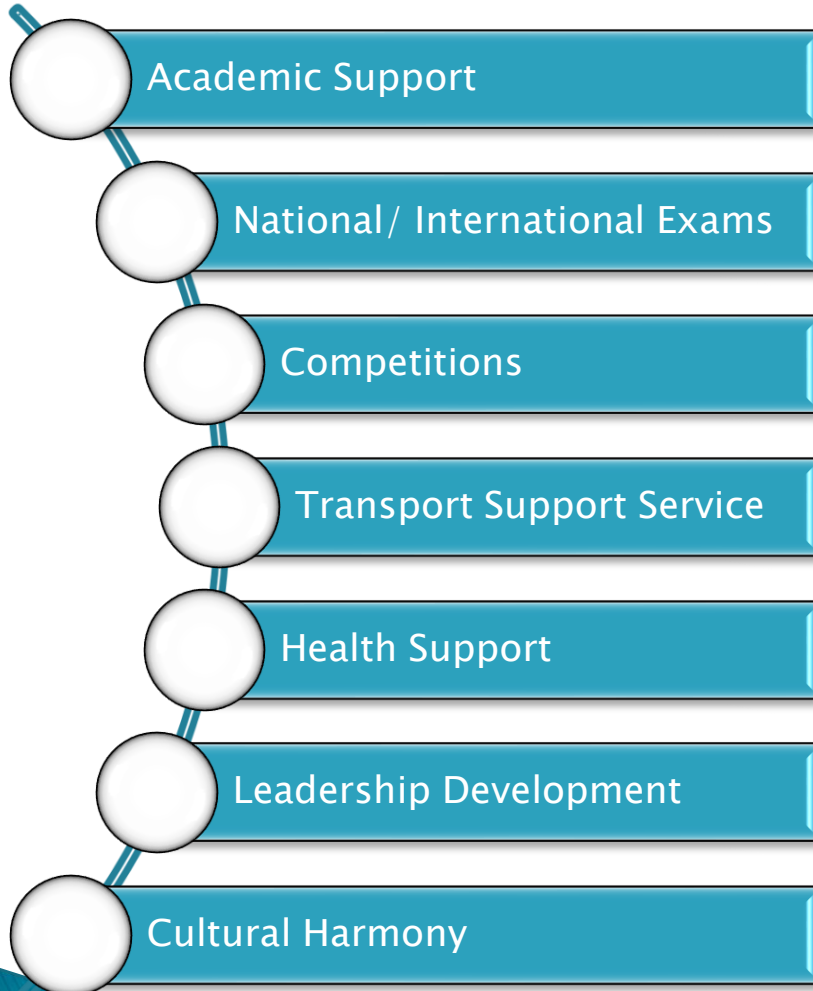 Academic Support
National/ International Exams
Competitions
Transport Support Service
Health Support
Leadership Development
Cultural Harmony